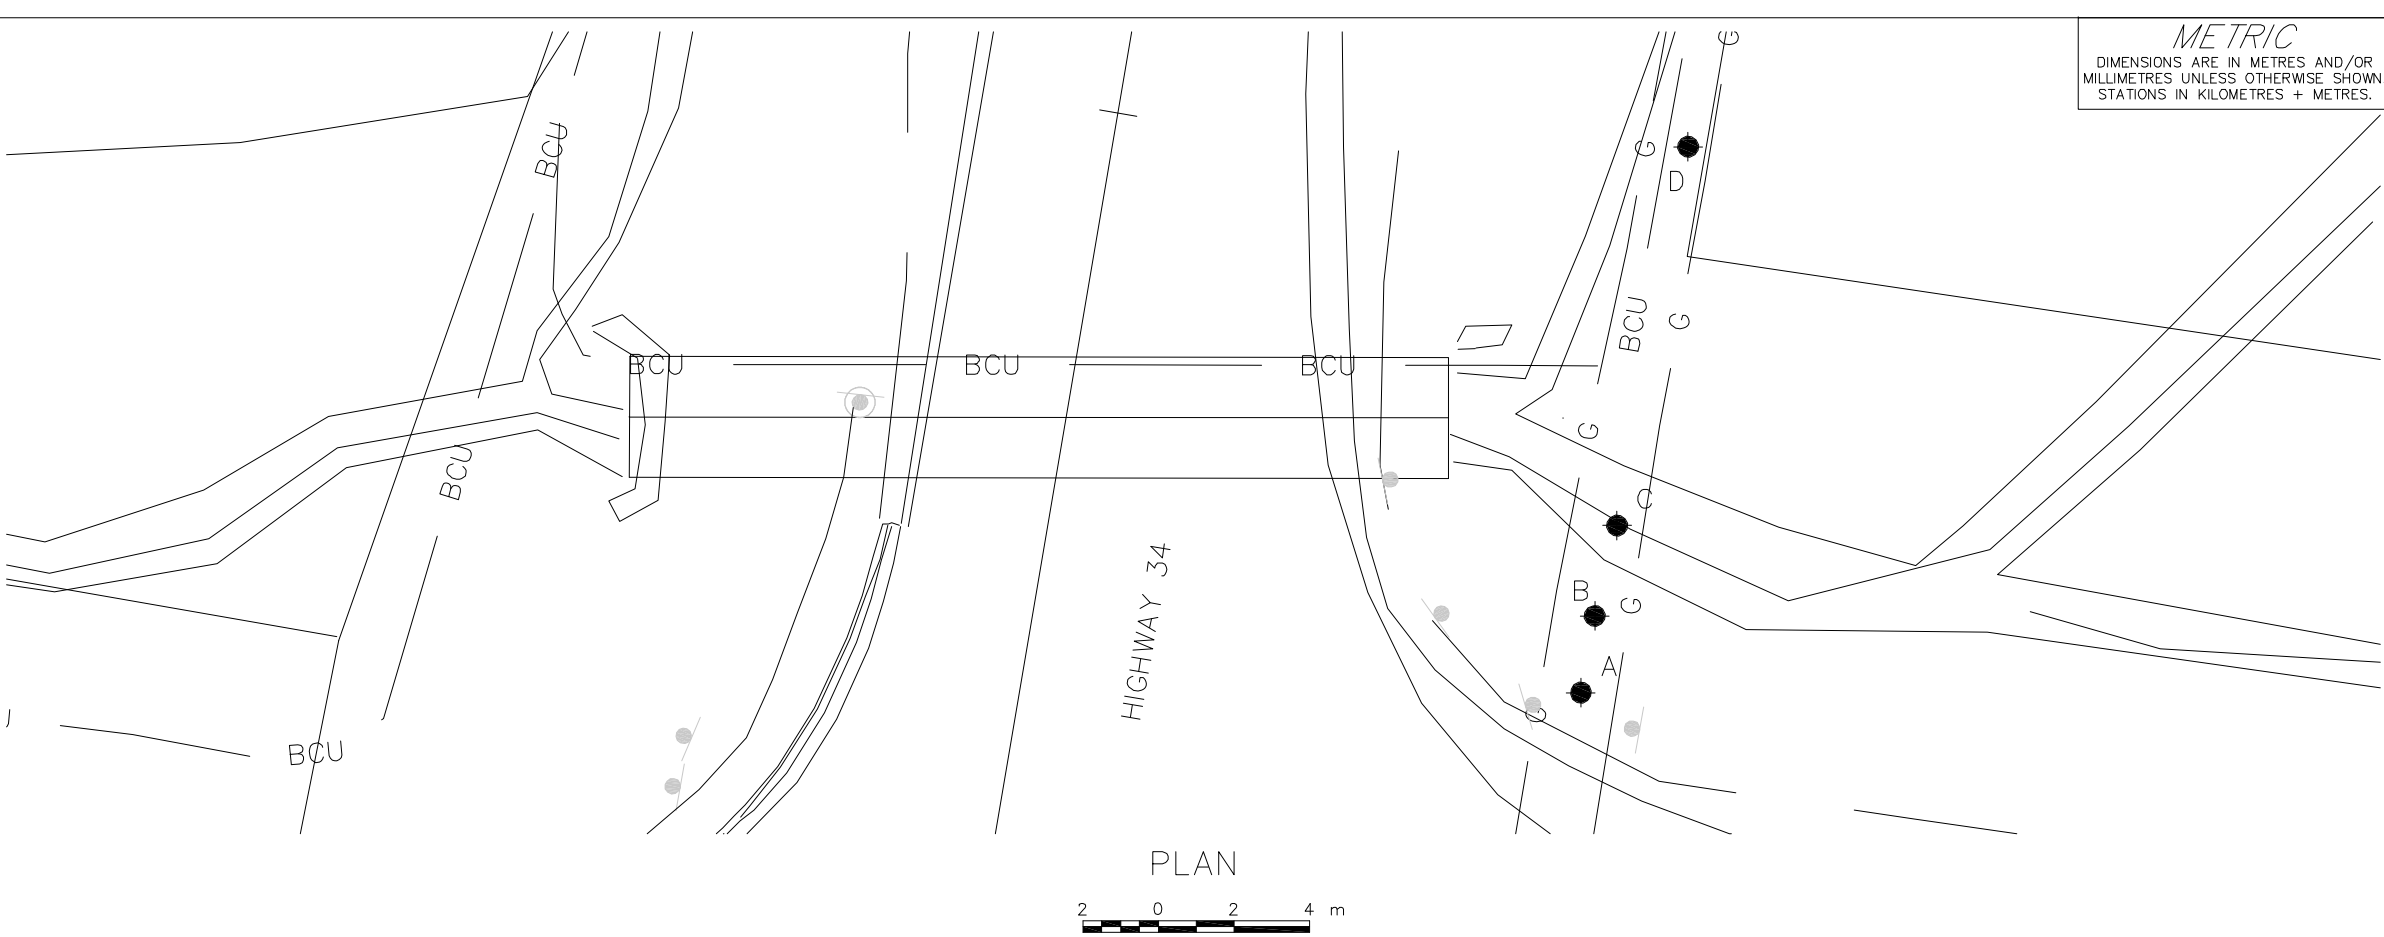 METRIC
DIMENSIONS ARE IN METRES AND/OR
MILLIMETRES UNLESS OTHERWISE SHOWN
STATIONS IN KILOMETRES + METRES.
G
BCU
G
D
BCU
G
BCU
BCU
BCU
G
BCU
C
B
G
HIGHWAY 34
A
G
BCU
PLAN
2 0 2 4 m